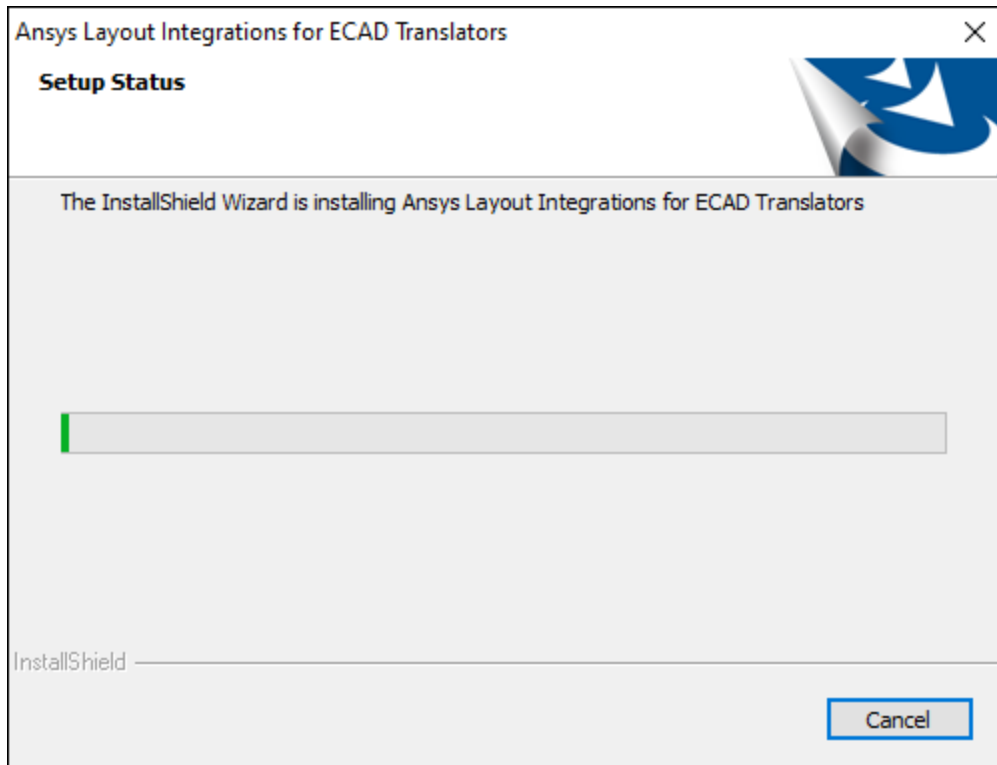 Ansys Layout Integrations for ECAD Translators
Setup Status
The InstallShield Wizard is installing Ansys Layout Integrations for ECAD Translators
InstallShield
Cancel